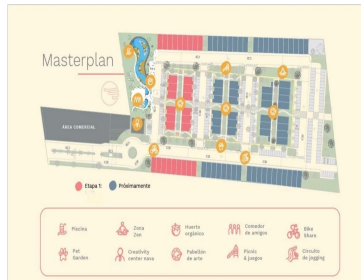 Masterplan
ÁREA COMERCIAL
Etapa 1: Próximamente
Piscina
Zona Zen
Huerto orgánico
Comedor de amigos
Bike Share
Pet Garden
Creativity center nova
Pabellón de arte
Picnic & juegos
Circuito de jogging